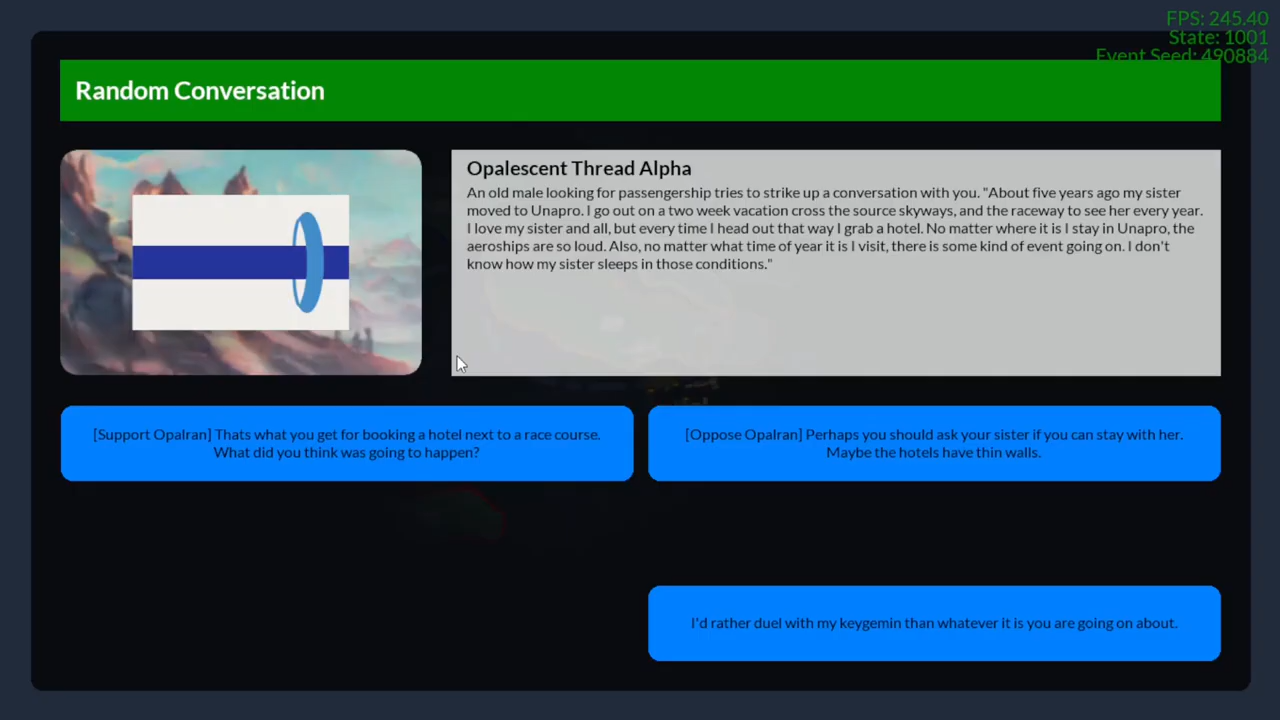 FPS: 245.40
State: 1001
Event Seed: 490884
Random Conversation
Opalescent Thread Alpha
An old male looking for passengership tries to strike up a conversation with you. "About five years ago my sister
moved to Unapro. I go out on a two week vacation cross the source skyways, and the raceway to see her every year.
I love my sister and all, but every time I head out that way I grab a hotel. No matter where it is I stay in Unapro, the
aeroships are so loud. Also, no matter what time of year it is I visit, there is some kind of event going on. I don't
know how my sister sleeps in those conditions."
[Support Opalran] Thats what you get for booking a hotel next to a race course.
What did you think was going to happen?
[Oppose Opalran] Perhaps you should ask your sister if you can stay with her.
Maybe the hotels have thin walls.
I'd rather duel with my keygemin than whatever it is you are going on about.